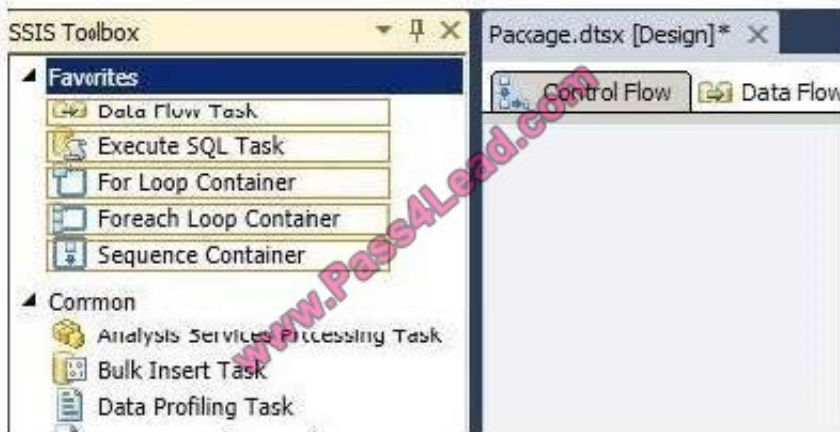 SSIS Toolbox
Package.dtsx [Design]*
Favorites
Control Flow
Data Flow
Data Flow Task
Execute SQL Task
For Loop Container
Foreach Loop Container
Sequence Container
Common
Analysis Services Processing Task
Bulk Insert Task
Data Profiling Task
www.Pass4Lead.com